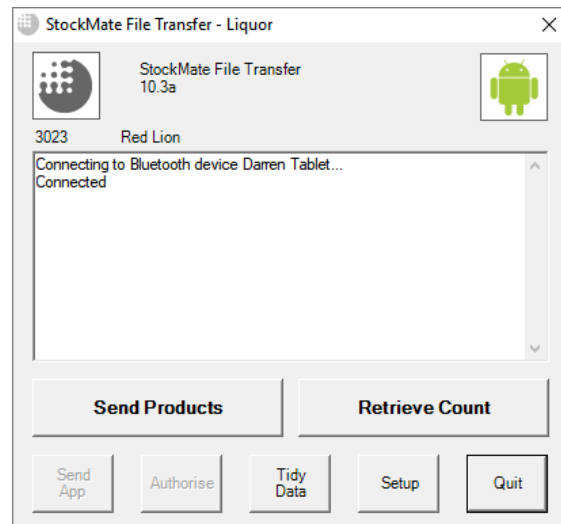 StockMate File Transfer - Liquor
StockMate File Transfer
10.3a
3023 Red Lion
Connecting to Bluetooth device Darren Tablet...
Connected
Send Products
Retrieve Count
Send
App
Authorise
Tidy
Data
Setup
Quit